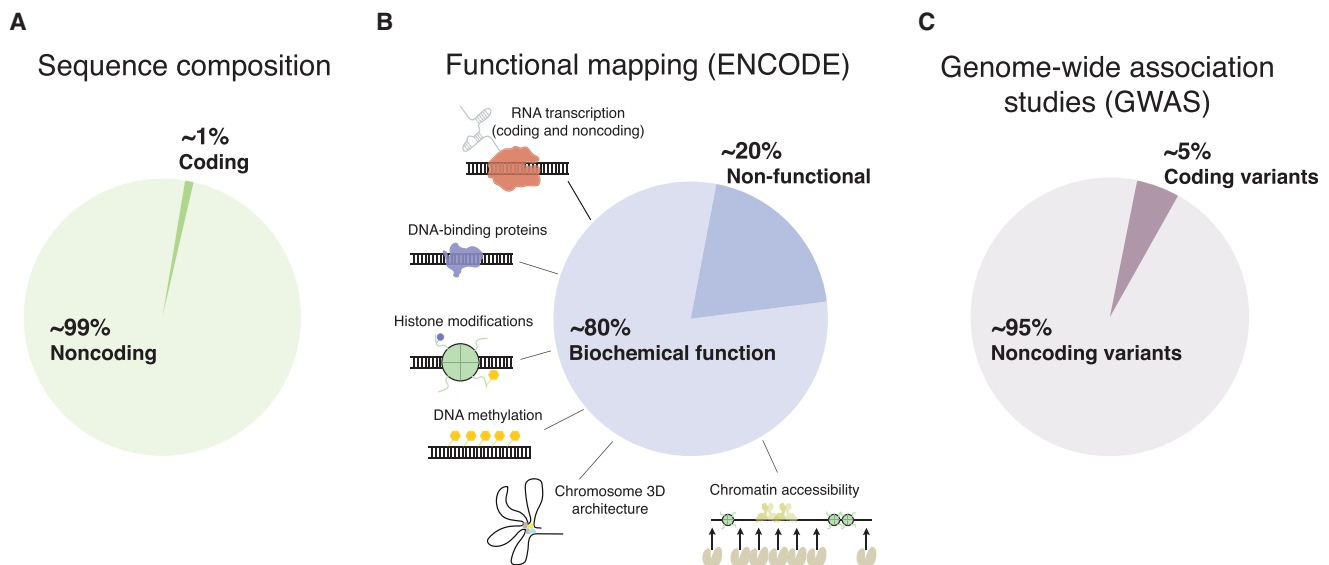 A
Sequence composition
~1%
Coding
~99%
Noncoding
B
Functional mapping (ENCODE)
RNA transcription
(coding and noncoding)
~20%
Non-functional
DNA-binding proteins
Histone modifications
~80%
Biochemical function
DNA methylation
Chromosome 3D
architecture
Chromatin accessibility
C
Genome-wide association
studies (GWAS)
~5%
Coding variants
~95%
Noncoding variants